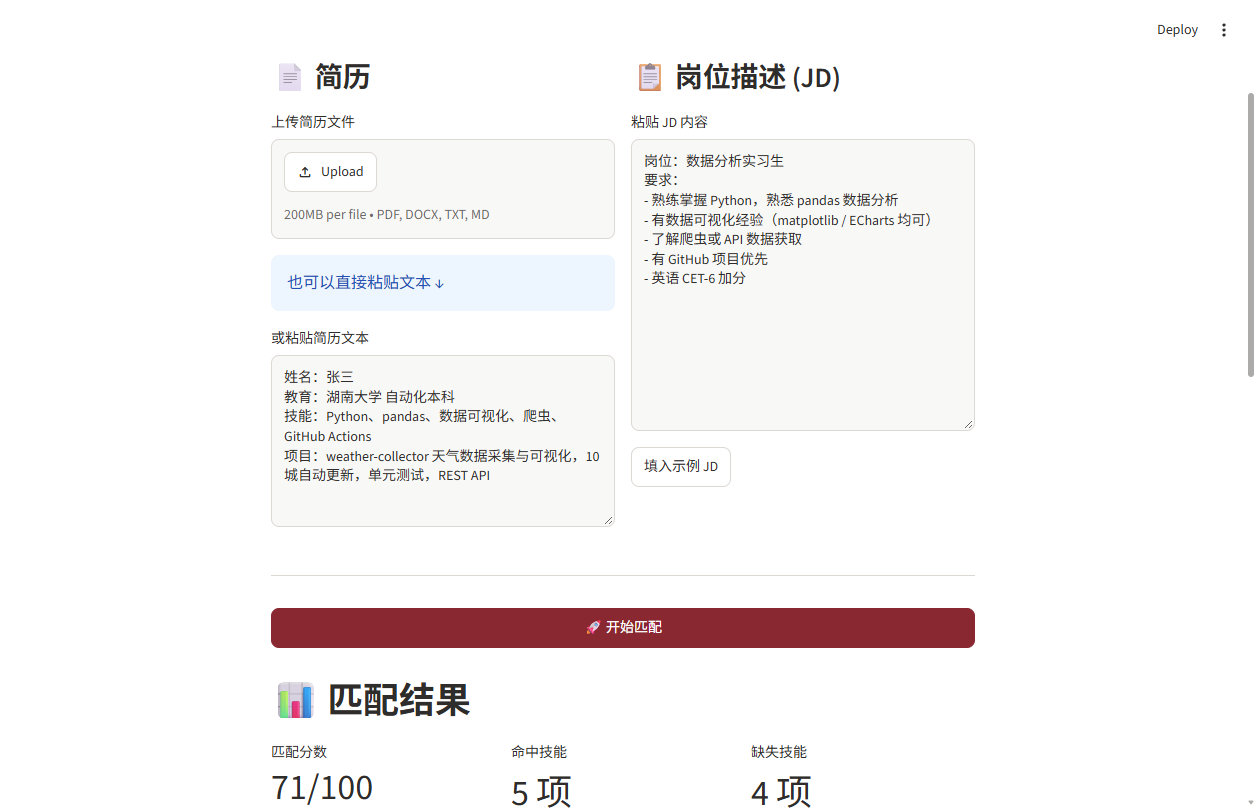 Deploy
简历
上传简历文件
Upload
200MB per file • PDF, DOCX, TXT, MD
也可以直接粘贴文本 ↓
或粘贴简历文本
姓名：张三
教育：湖南大学 自动化本科
技能：Python、pandas、数据可视化、爬虫、
GitHub Actions
项目：weather-collector 天气数据采集与可视化，10
城自动更新，单元测试，REST API
岗位描述 (JD)
粘贴 JD 内容
岗位：数据分析实习生
要求：
- 熟练掌握 Python，熟悉 pandas 数据分析
- 有数据可视化经验（matplotlib / ECharts 均可）
- 了解爬虫或 API 数据获取
- 有 GitHub 项目优先
- 英语 CET-6 加分
填入示例 JD
🚀 开始匹配
匹配结果
匹配分数
71/100
命中技能
5 项
缺失技能
4 项